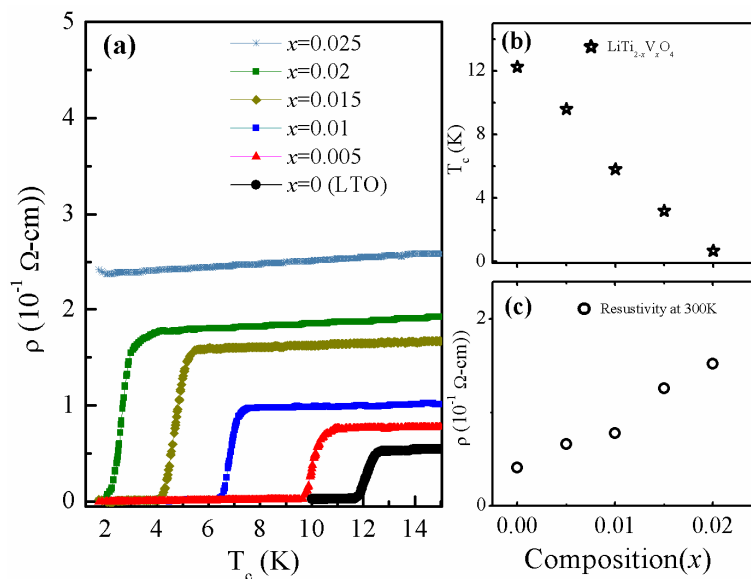 (a)
x=0.025
x=0.02
x=0.015
x=0.01
x=0.005
x=0 (LTO)
5
4
3
2
1
0
ρ (10⁻¹ Ω-cm))
2 4 6 8 10 12 14
T_c (K)
(b)
LiTi₂₋ₓVₓO₄
12
8
4
0
T_c (K)
(c)
Resustivity at 300K
2
0
ρ (10⁻¹ Ω-cm))
0.00 0.01 0.02
Composition(x)